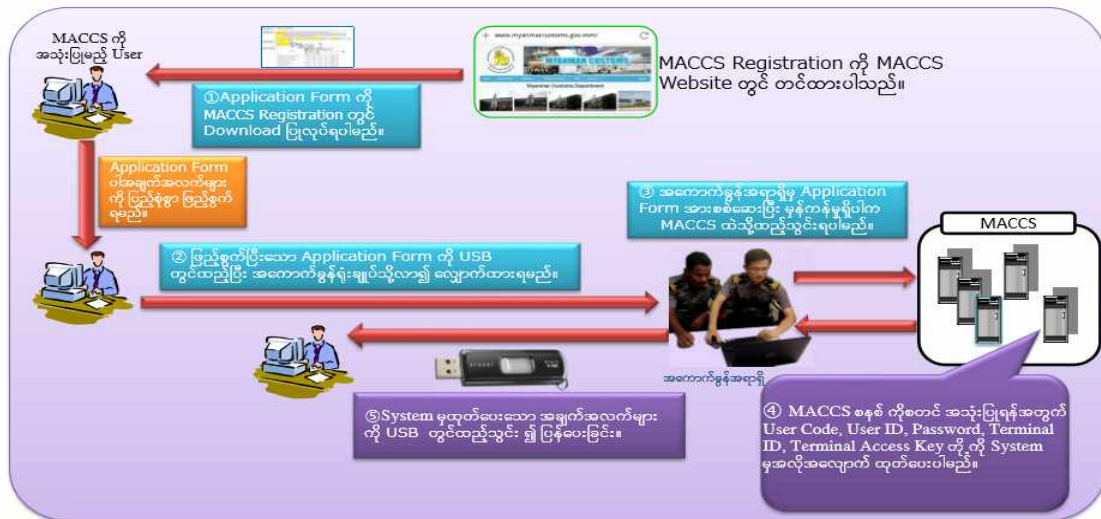 MACCS ကို
အသုံးပြုမည့် User
www.myanmarcustoms.gov.mm/
MYANMAR CUSTOMS
Myanmar Customs Department
MACCS Registration ကို MACCS
Website တွင် တင်ထားပါသည်။
①Application Form ကို
MACCS Registration တွင်
Download ပြုလုပ်ရပါမည်။
Application Form
ပါအချက်အလက်များ
ကို ပြည့်စုံစွာ ဖြည့်စွက်
ရမည်။
② ဖြည့်စွက်ပြီးသော Application Form ကို USB
တွင်ထည့်ပြီး အကောက်ခွန်ရုံးချုပ်သို့လာ၍ လျှောက်ထားရမည်။
③ အကောက်ခွန်အရာရှိမှ Application
Form အားစစ်ဆေးပြီး မှန်ကန်မှုရှိပါက
MACCS ထဲသို့ထည့်သွင်းရပါမည်။
MACCS
အကောက်ခွန်အရာရှိ
④ MACCS စနစ် ကိုစတင် အသုံးပြုရန်အတွက်
User Code, User ID, Password, Terminal
ID, Terminal Access Key တို့ ကို System
မှအလိုအလျောက် ထုတ်ပေးပါမည်။
⑤System မှထုတ်ပေးသော အချက်အလက်များ
ကို USB တွင်ထည့်သွင်း ၍ ပြန်ပေးခြင်း။